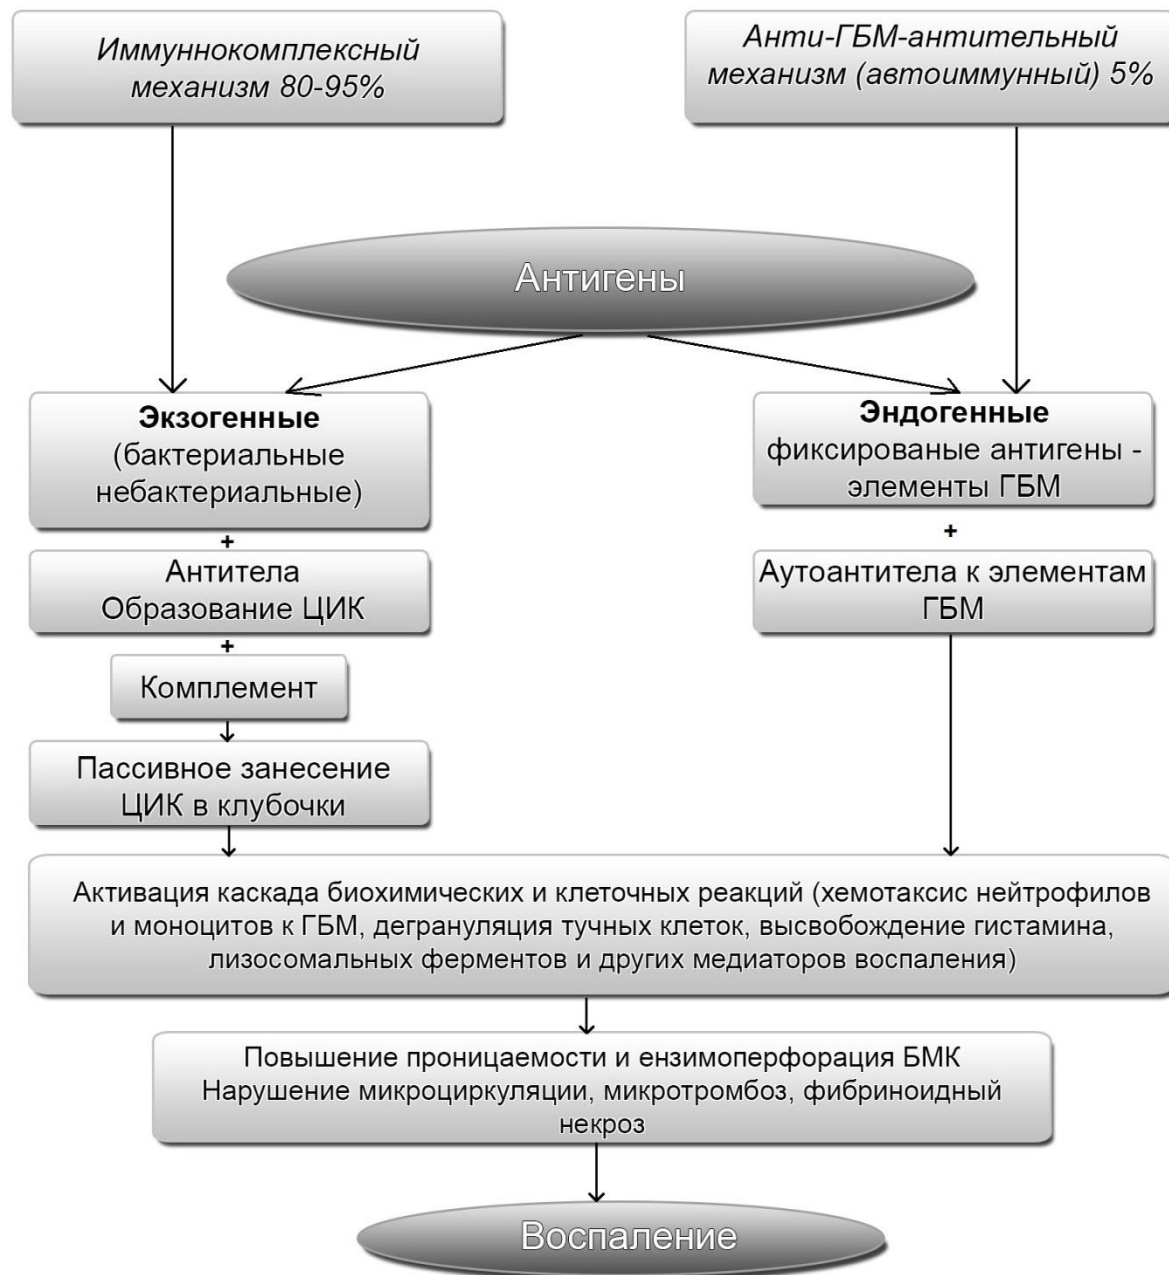 Иммуннокомплексный
механизм 80-95%
Анти-ГБМ-антительный
механизм (автоиммунный) 5%
Антигены
Экзогенные
(бактериальные
небактериальные)
Эндогенные
фиксированые антигены -
элементы ГБМ
+
+
Антитела
Образование ЦИК
Аутоантитела к элементам
ГБМ
+
Комплемент
Пассивное занесение
ЦИК в клубочки
Активация каскада биохимических и клеточных реакций (хемотаксис нейтрофилов
и моноцитов к ГБМ, дегрануляция тучных клеток, высвобождение гистамина,
лизосомальных ферментов и других медиаторов воспаления)
Повышение проницаемости и ензимоперфорация БМК
Нарушение микроциркуляции, микротромбоз, фибриноидный
некроз
Воспаление